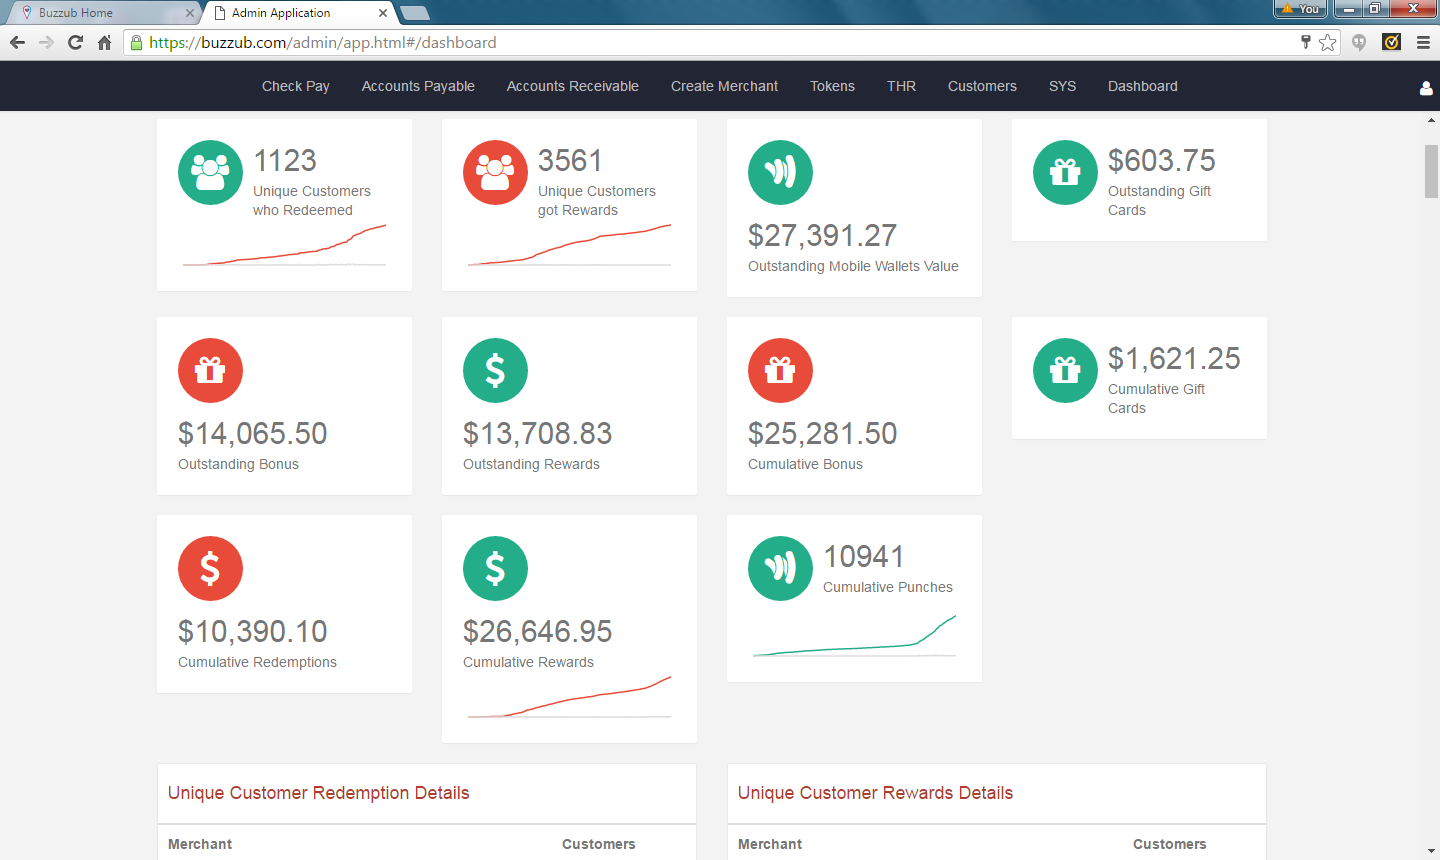 Buzzub Home
Admin Application
You
https://buzzub.com/admin/app.html#/dashboard
Check Pay Accounts Payable Accounts Receivable Create Merchant Tokens THR Customers SYS Dashboard
1123
Unique Customers
who Redeemed
3561
Unique Customers
got Rewards
$27,391.27
Outstanding Mobile Wallets Value
$603.75
Outstanding Gift
Cards
$14,065.50
Outstanding Bonus
$13,708.83
Outstanding Rewards
$25,281.50
Cumulative Bonus
$1,621.25
Cumulative Gift
Cards
$10,390.10
Cumulative Redemptions
$26,646.95
Cumulative Rewards
10941
Cumulative Punches
Unique Customer Redemption Details
Merchant Customers
Unique Customer Rewards Details
Merchant Customers